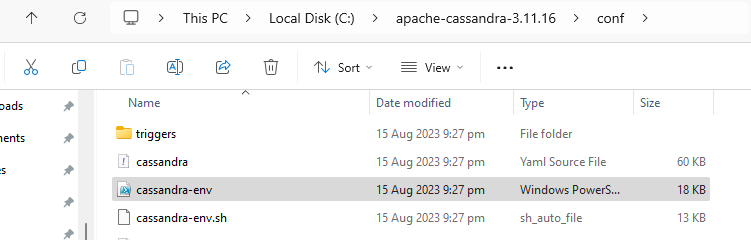 This PC > Local Disk (C:) > apache-cassandra-3.11.16 > conf >
Sort View ...
Name Date modified Type Size
oads
triggers 15 Aug 2023 9:27 pm File folder
nents
cassandra 15 Aug 2023 9:27 pm Yaml Source File 60 KB
es
cassandra-env 15 Aug 2023 9:27 pm Windows PowerS... 18 KB
cassandra-env.sh 15 Aug 2023 9:27 pm sh_auto_file 13 KB